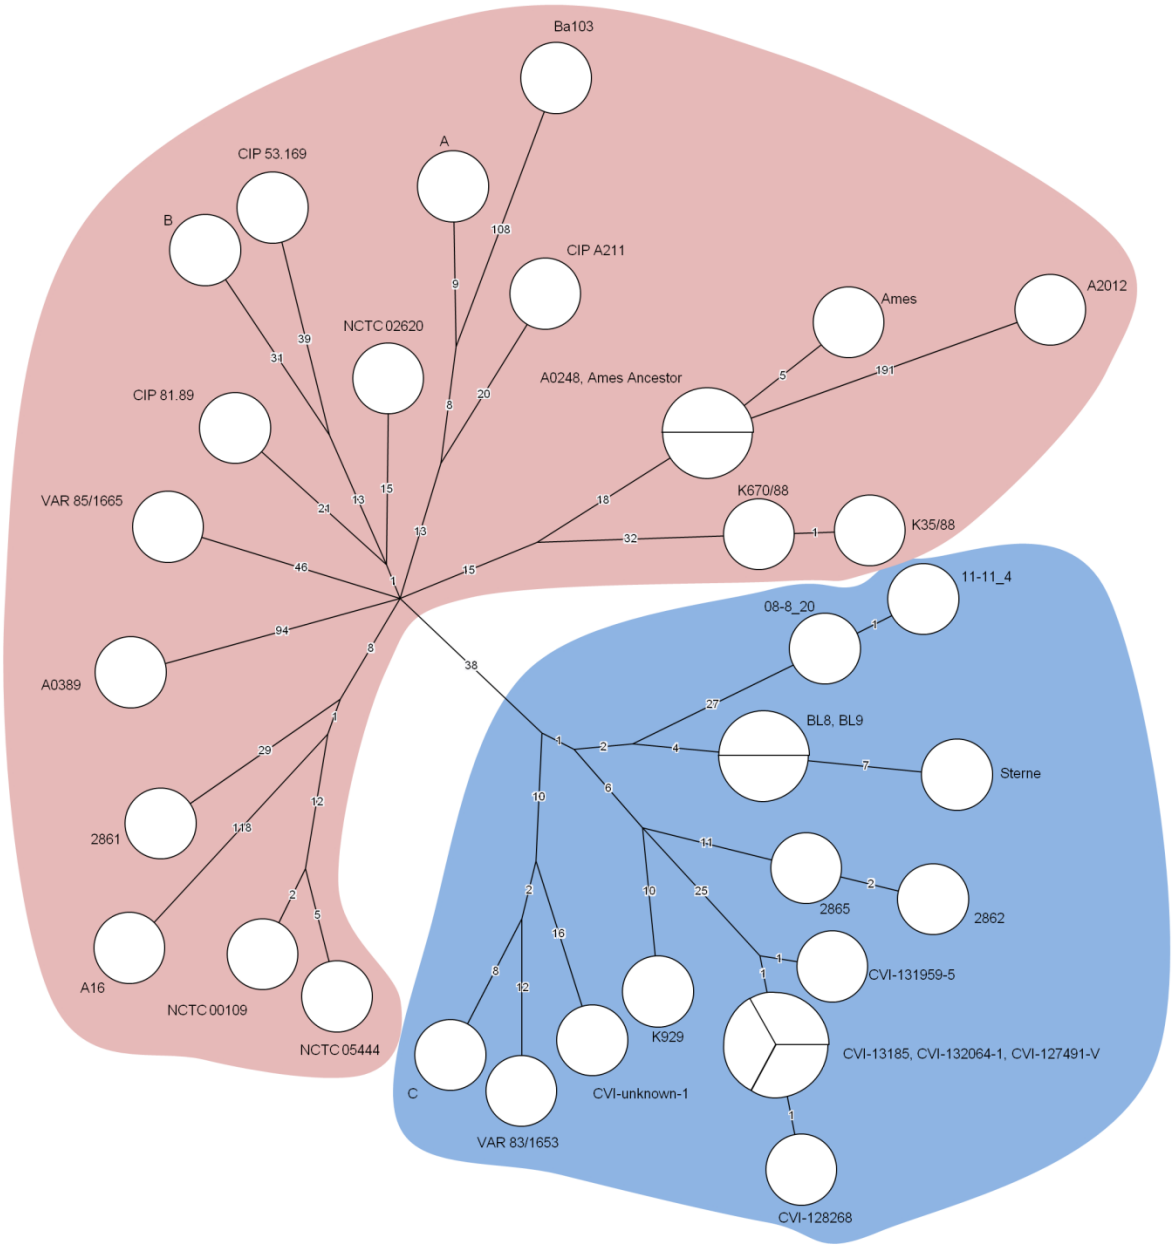 Ba103
A
CIP 53.169
B
108
CIP A211
9
A2012
Ames
NCTC 02620
39
31
191
5
A0248, Ames Ancestor
20
8
CIP 81.89
K670/88
15
13
18
VAR 85/1665
21
K35/88
13
32
1
46
15
1
11-11_4
08-8_20
1
94
8
38
A0389
27
BL8, BL9
1
1
2
4
29
7
Sterne
6
10
12
118
2861
11
2
10
25
2
2865
5
2862
2
16
1
CVI-131959-5
8
1
A16
12
NCTC 00109
K929
NCTC 05444
CVI-13185, CVI-132064-1, CVI-127491-V
C
CVI-unknown-1
1
VAR 83/1653
CVI-128268